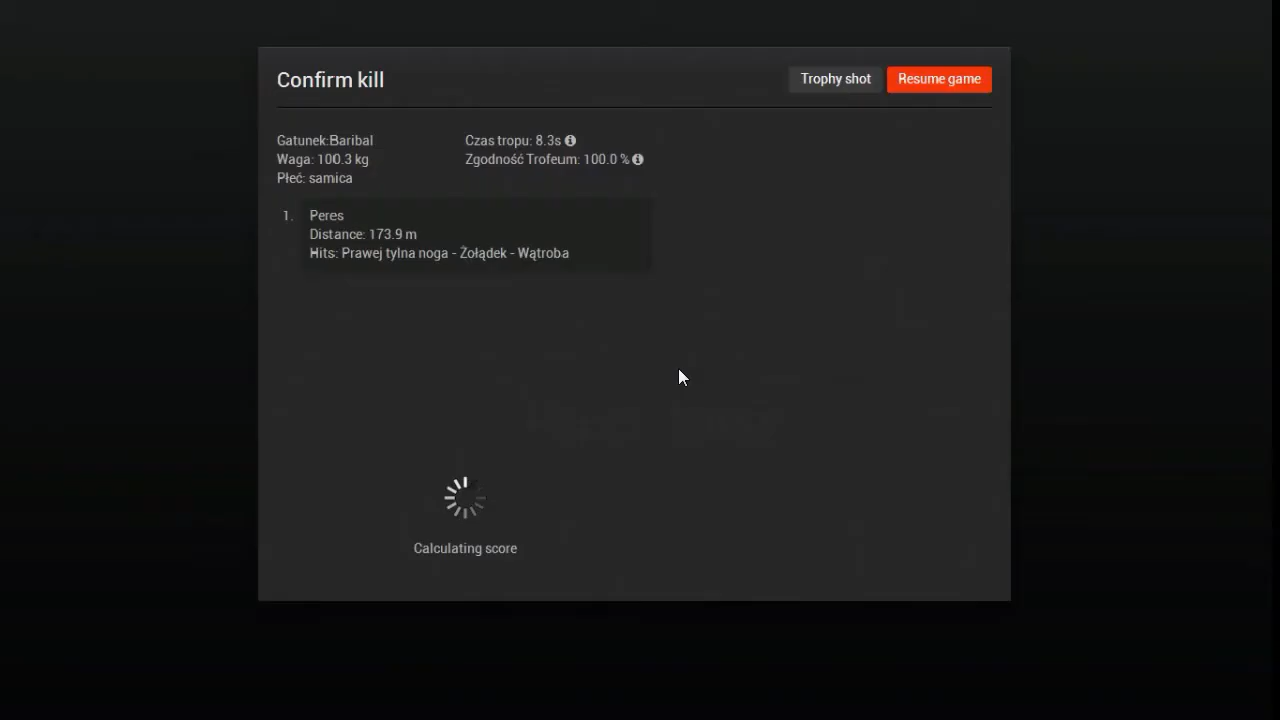 Confirm kill
Trophy shot
Resume game
Gatunek:Baribal
Waga: 100.3 kg
Płeć: samica
Czas tropu: 8.3s
Zgodność Trofeum: 100.0 %
1.
Peres
Distance: 173.9 m
Hits: Prawej tylna noga - Żołądek - Wątroba
Calculating score